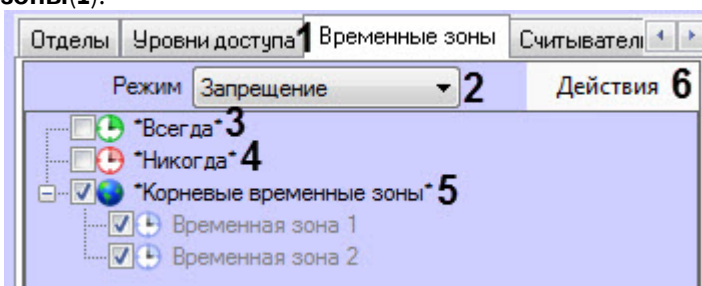 зоны(1).
Отделы Уровни доступа 1 Временные зоны Считывател
Режим Запрещение 2 Действия 6
*Всегда* 3
*Никогда* 4
*Корневые временные зоны* 5
Временная зона 1
Временная зона 2